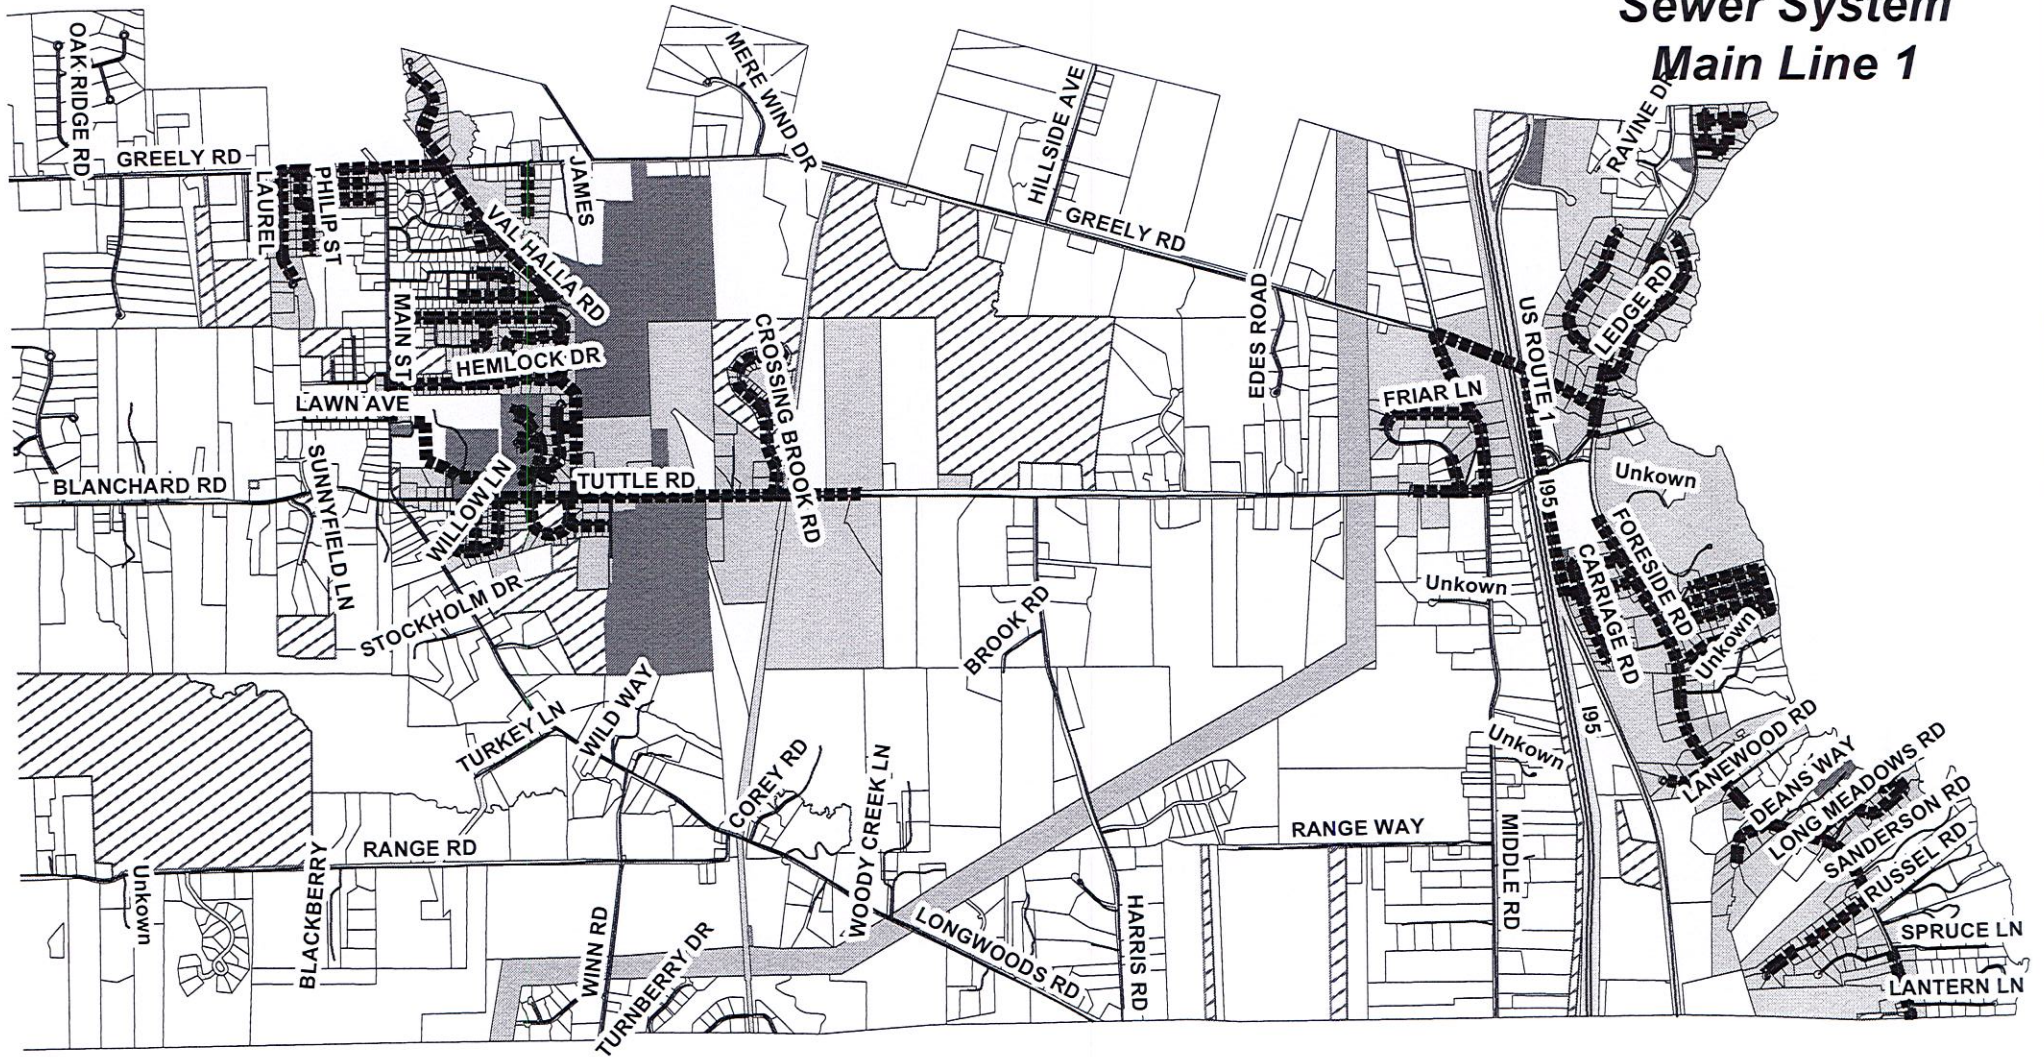 Sewer System
Main Line 1
OAK RIDGE RD
GREELY RD
LAUREL
PHILIP ST
JAMES
MERE WIND DR
HILLSIDE AVE
GREELY RD
RAVINE DR
VAL HALLA RD
MAIN ST
HEMLOCK DR
LAWN AVE
CROSSING BROOK RD
EDES ROAD
FRIAR LN
US ROUTE 1
LEDGE RD
BLANCHARD RD
SUNNYFIELD LN
WILLOW LN
TUTTLE RD
Unkown
I95
FORESIDE RD
CARRIAGE RD
Unkown
Unkown
STOCKHOLM DR
BROOK RD
TURKEY LN
WILD WAY
I95
Unkown
LANEWOOD RD
DEANS WAY
LONG MEADOWS RD
SANDERSON RD
RUSSEL RD
COREY RD
WOODY CREEK LN
RANGE WAY
MIDDLE RD
RANGE RD
Unkown
BLACKBERRY
WINN RD
TURNBERRY DR
LONGWOODS RD
HARRIS RD
SPRUCE LN
LANTERN LN